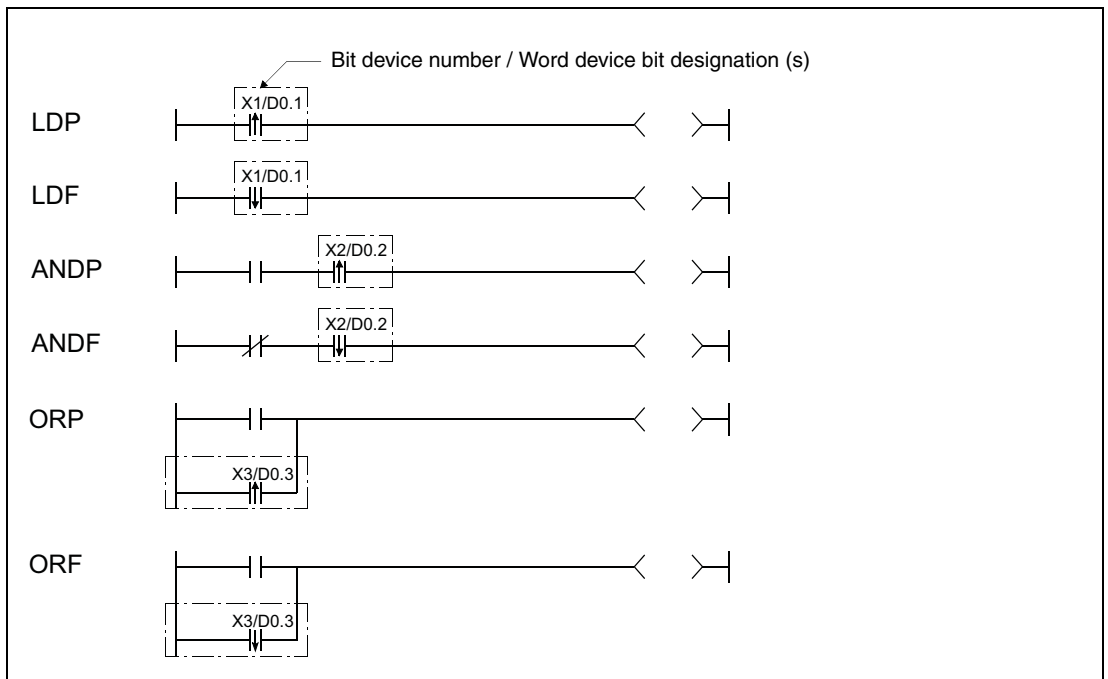 Bit device number / Word device bit designation (s)
X1/D0.1
LDP
X1/D0.1
LDF
X2/D0.2
ANDP
X2/D0.2
ANDF
ORP
X3/D0.3
ORF
X3/D0.3